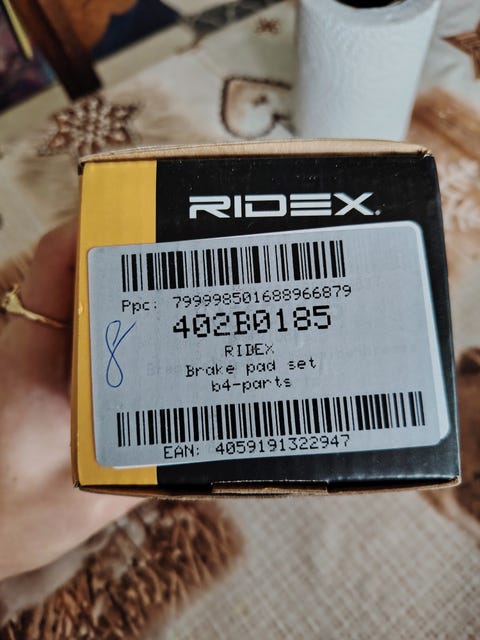 RIDEX.
Ppc: 799998501688966879
402B0185
8
RIDEX
Brake pad set
b4-parts
EAN: 4059191322947